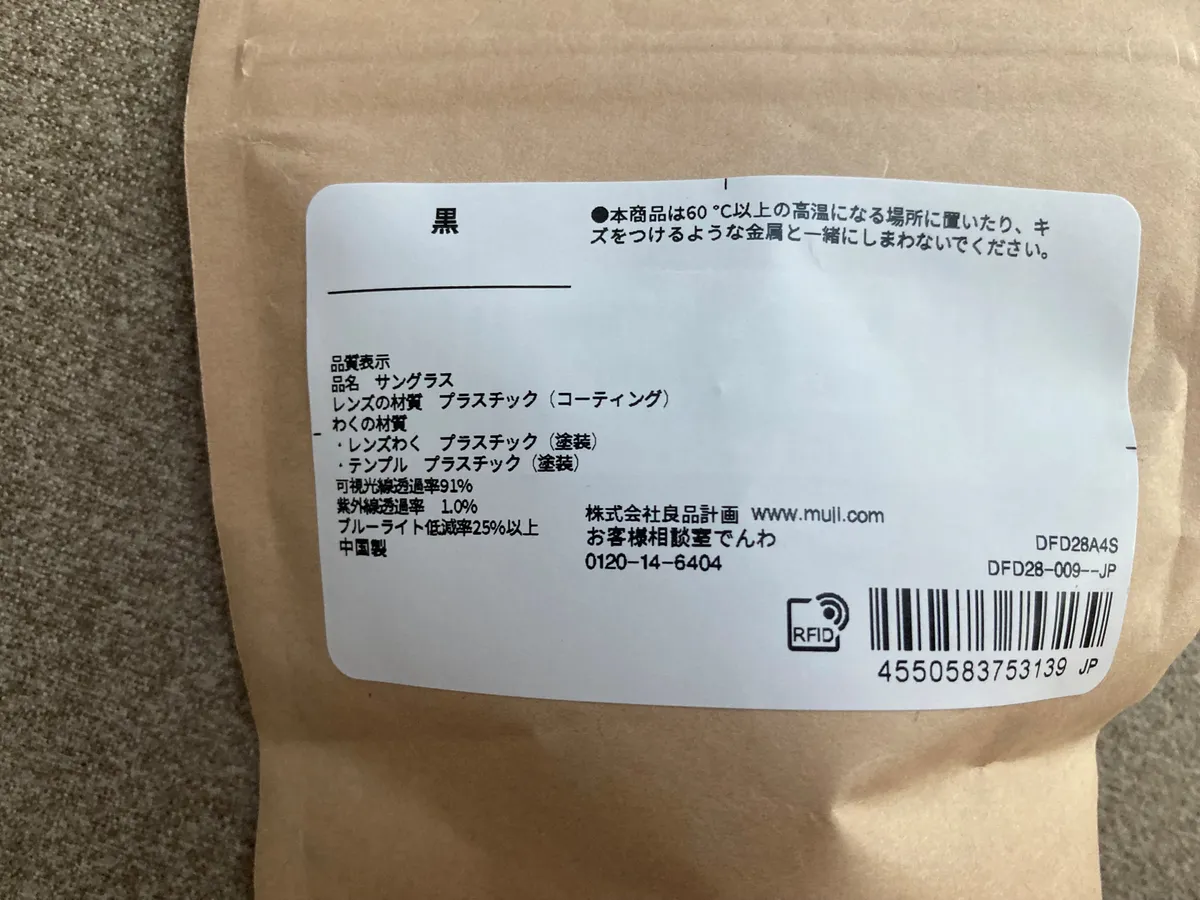 黒
●本商品は60 ℃以上の高温になる場所に置いたり、キ
ズをつけるような金属と一緒にしまわないでください。
品質表示
品名 サングラス
レンズの材質 プラスチック（コーティング）
わくの材質
・レンズわく プラスチック（塗装）
・テンプル プラスチック（塗装）
可視光線透過率91%
紫外線透過率 1.0%
ブルーライト低減率25%以上
中国製
株式会社良品計画 www.muji.com
お客様相談室でんわ
0120-14-6404
DFD28A4S
DFD28-009--JP
RFID
4550583753139 JP